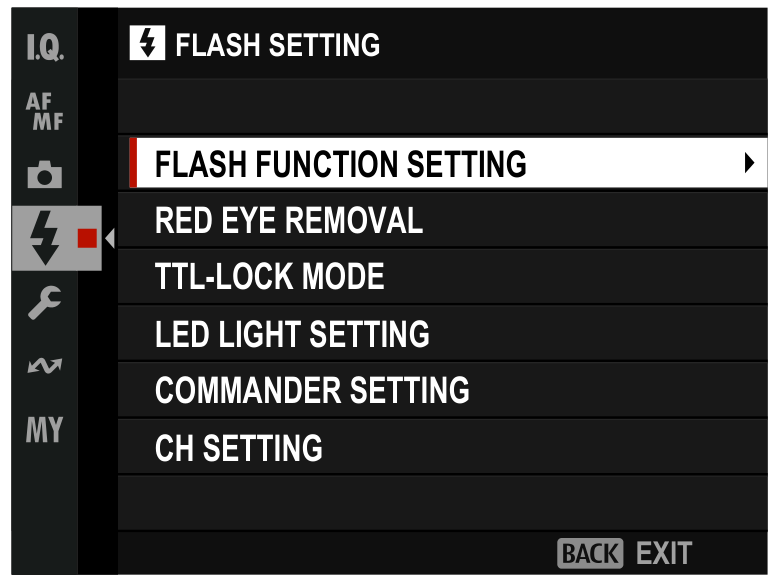 I.Q.
AF
MF
MY
FLASH SETTING
FLASH FUNCTION SETTING
RED EYE REMOVAL
TTL-LOCK MODE
LED LIGHT SETTING
COMMANDER SETTING
CH SETTING
BACK EXIT